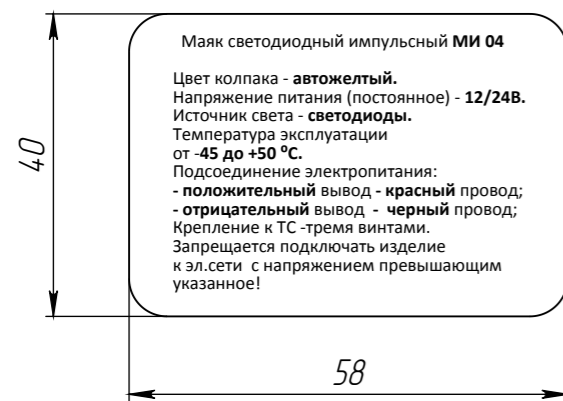 Маяк светодиодный импульсный МИ 04
Цвет колпака - автожелтый.
Напряжение питания (постоянное) - 12/24В.
Источник света - светодиоды.
Температура эксплуатации
от -45 до +50 ⁰С.
Подсоединение электропитания:
- положительный вывод - красный провод;
- отрицательный вывод - черный провод;
Крепление к ТС -тремя винтами.
Запрещается подключать изделие
к эл.сети с напряжением превышающим
указанное!
40
58